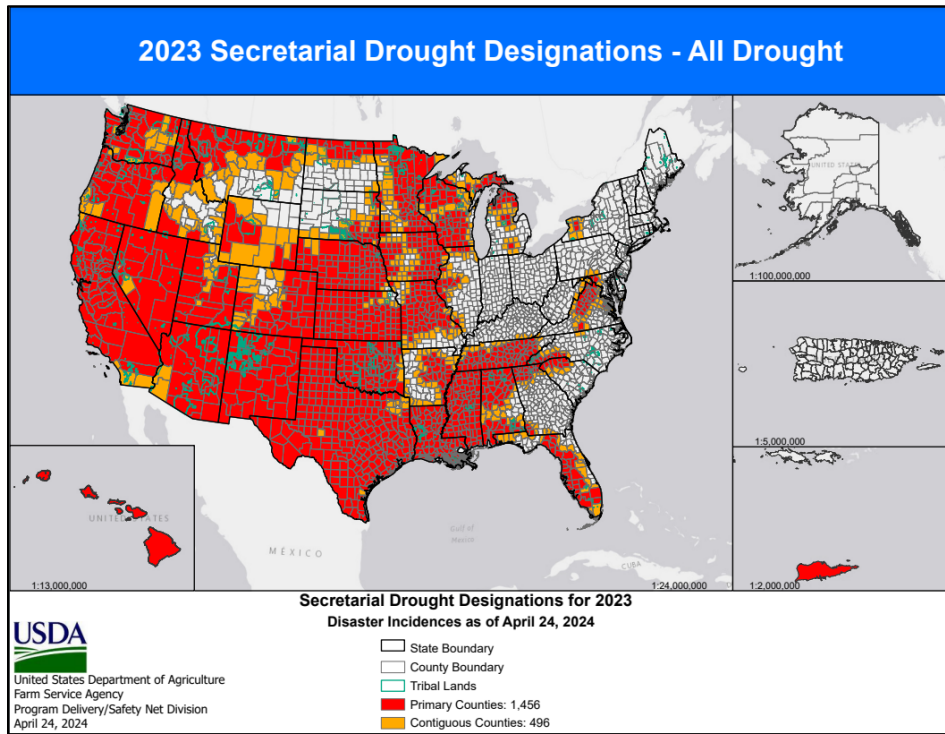 2023 Secretarial Drought Designations - All Drought
UNITED STATES
1:100,000,000
1:5,000,000
UNITED STATES
MÉXICO
Gulf of
Mexico
CUBA
1:13,000,000
1:24,000,000
1:2,000,000
Secretarial Drought Designations for 2023
Disaster Incidences as of April 24, 2024
USDA
United States Department of Agriculture
Farm Service Agency
Program Delivery/Safety Net Division
April 24, 2024
State Boundary
County Boundary
Tribal Lands
Primary Counties: 1,456
Contiguous Counties: 496